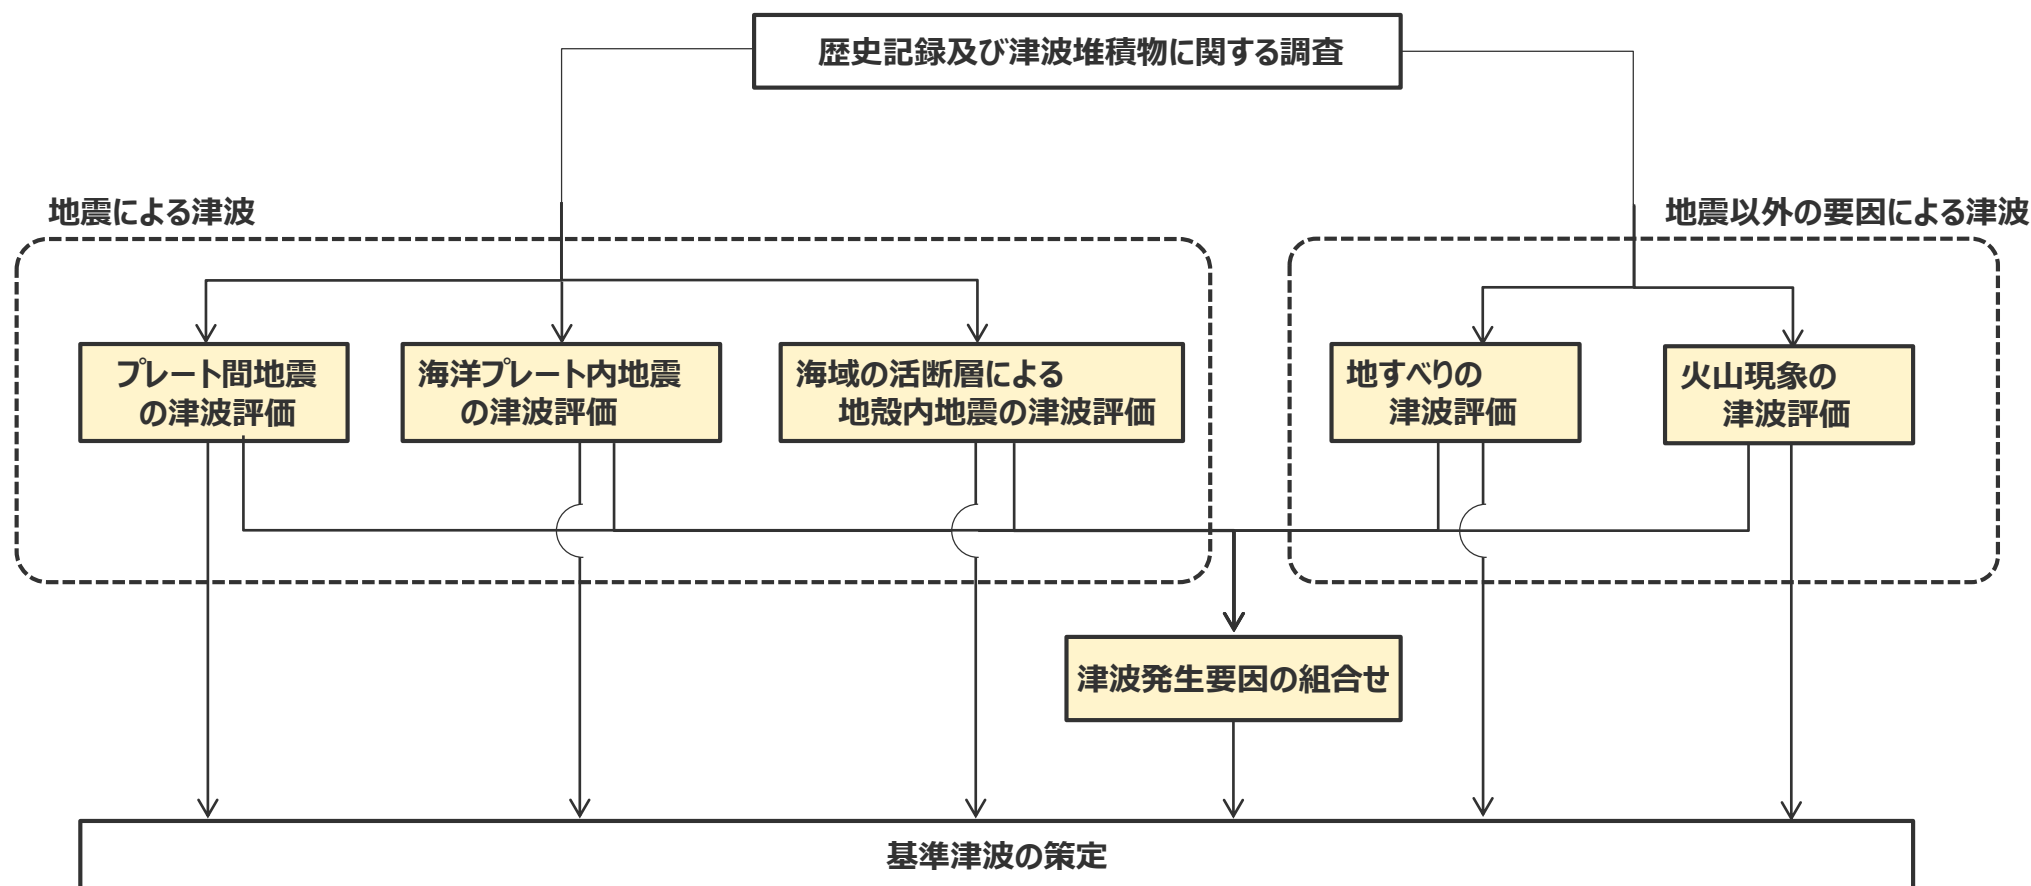 歴史記録及び津波堆積物に関する調査
地震による津波
地震以外の要因による津波
プレート間地震
の津波評価
海洋プレート内地震
の津波評価
海域の活断層による
地殻内地震の津波評価
地すべりの
津波評価
火山現象の
津波評価
津波発生要因の組合せ
基準津波の策定